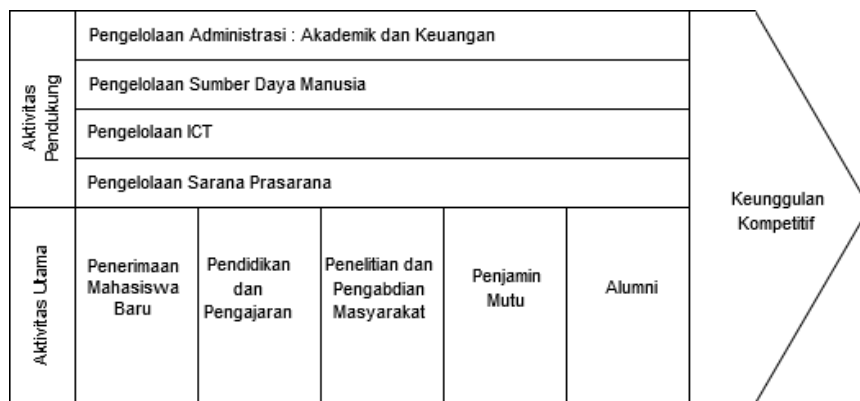 Aktivitas
Pendukung
Pengelolaan Administrasi : Akademik dan Keuangan
Pengelolaan Sumber Daya Manusia
Pengelolaan ICT
Pengelolaan Sarana Prasarana
Aktivitas Utama
Penerimaan
Mahasiswa
Baru
Pendidikan
dan
Pengajaran
Penelitian dan
Pengabdian
Masyarakat
Penjamin
Mutu
Alumni
Keunggulan
Kompetitif